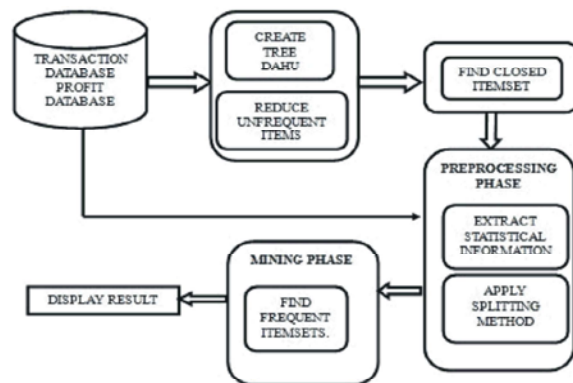 TRANSACTION
DATABASE
PROFIT
DATABASE
CREATE
TREE
DAHU
REDUCE
UNFREQUENT
ITEMS
FIND CLOSED
ITEMSET
PREPROCESSING
PHASE
EXTRACT
STATISTICAL
INFORMATION
APPLY
SPLITTING
METHOD
MINING PHASE
FIND
FREQUENT
ITEMSETS.
DISPLAY RESULT